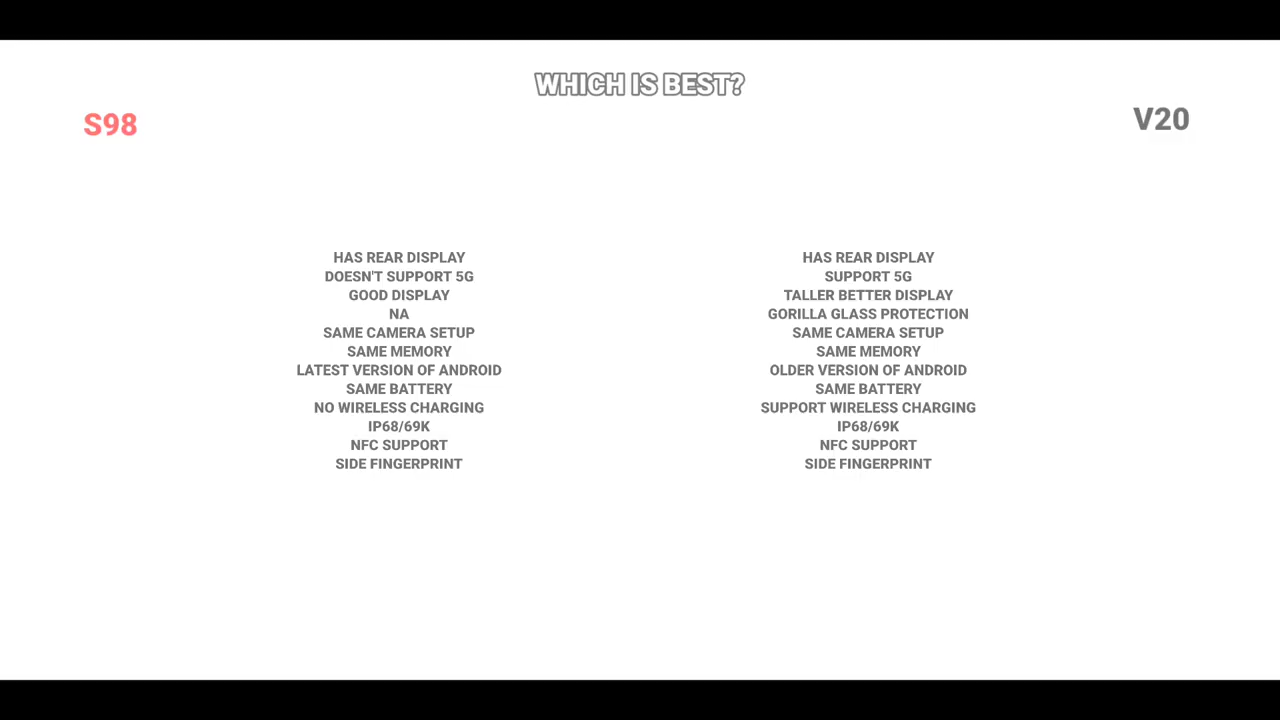 WHICH IS BEST?
S98
V20
HAS REAR DISPLAY
DOESN'T SUPPORT 5G
GOOD DISPLAY
NA
SAME CAMERA SETUP
SAME MEMORY
LATEST VERSION OF ANDROID
SAME BATTERY
NO WIRELESS CHARGING
IP68/69K
NFC SUPPORT
SIDE FINGERPRINT
HAS REAR DISPLAY
SUPPORT 5G
TALLER BETTER DISPLAY
GORILLA GLASS PROTECTION
SAME CAMERA SETUP
SAME MEMORY
OLDER VERSION OF ANDROID
SAME BATTERY
SUPPORT WIRELESS CHARGING
IP68/69K
NFC SUPPORT
SIDE FINGERPRINT